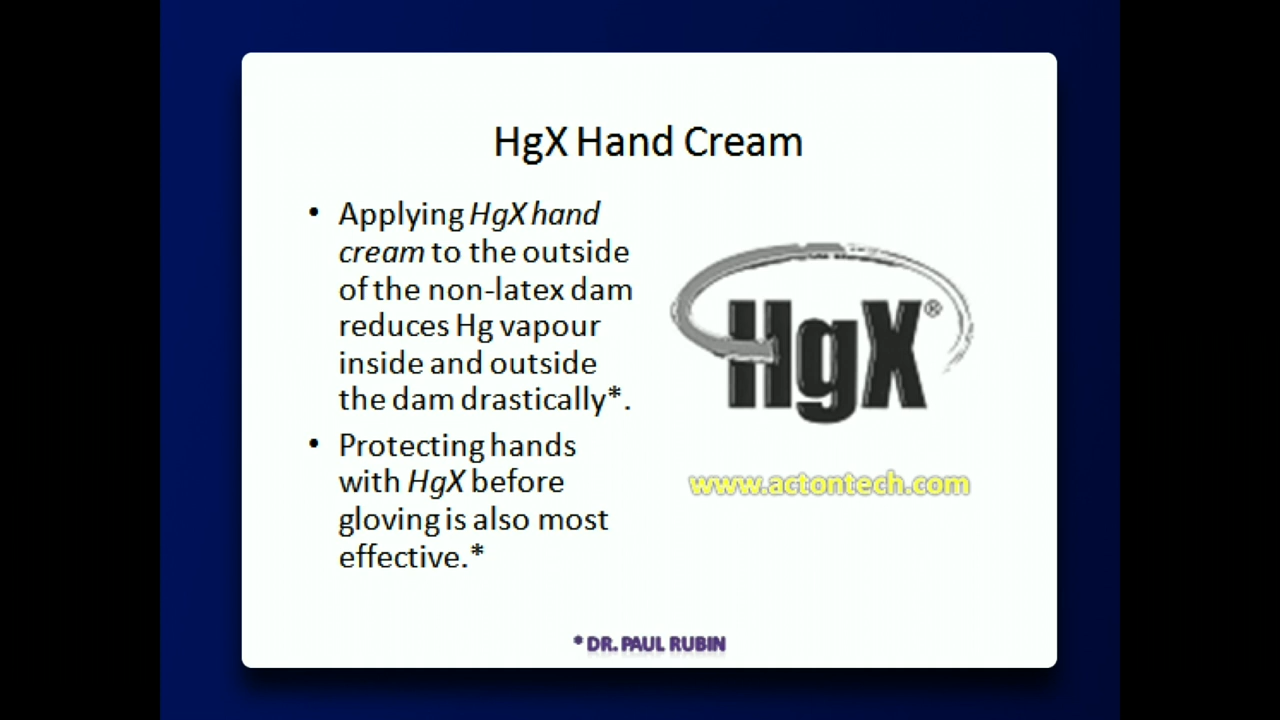 HgX Hand Cream
• Applying HgX hand
cream to the outside
of the non-latex dam
reduces Hg vapour
inside and outside
the dam drastically*.
• Protecting hands
with HgX before
gloving is also most
effective.*
HgX®
www.actontech.com
* DR. PAUL RUBIN